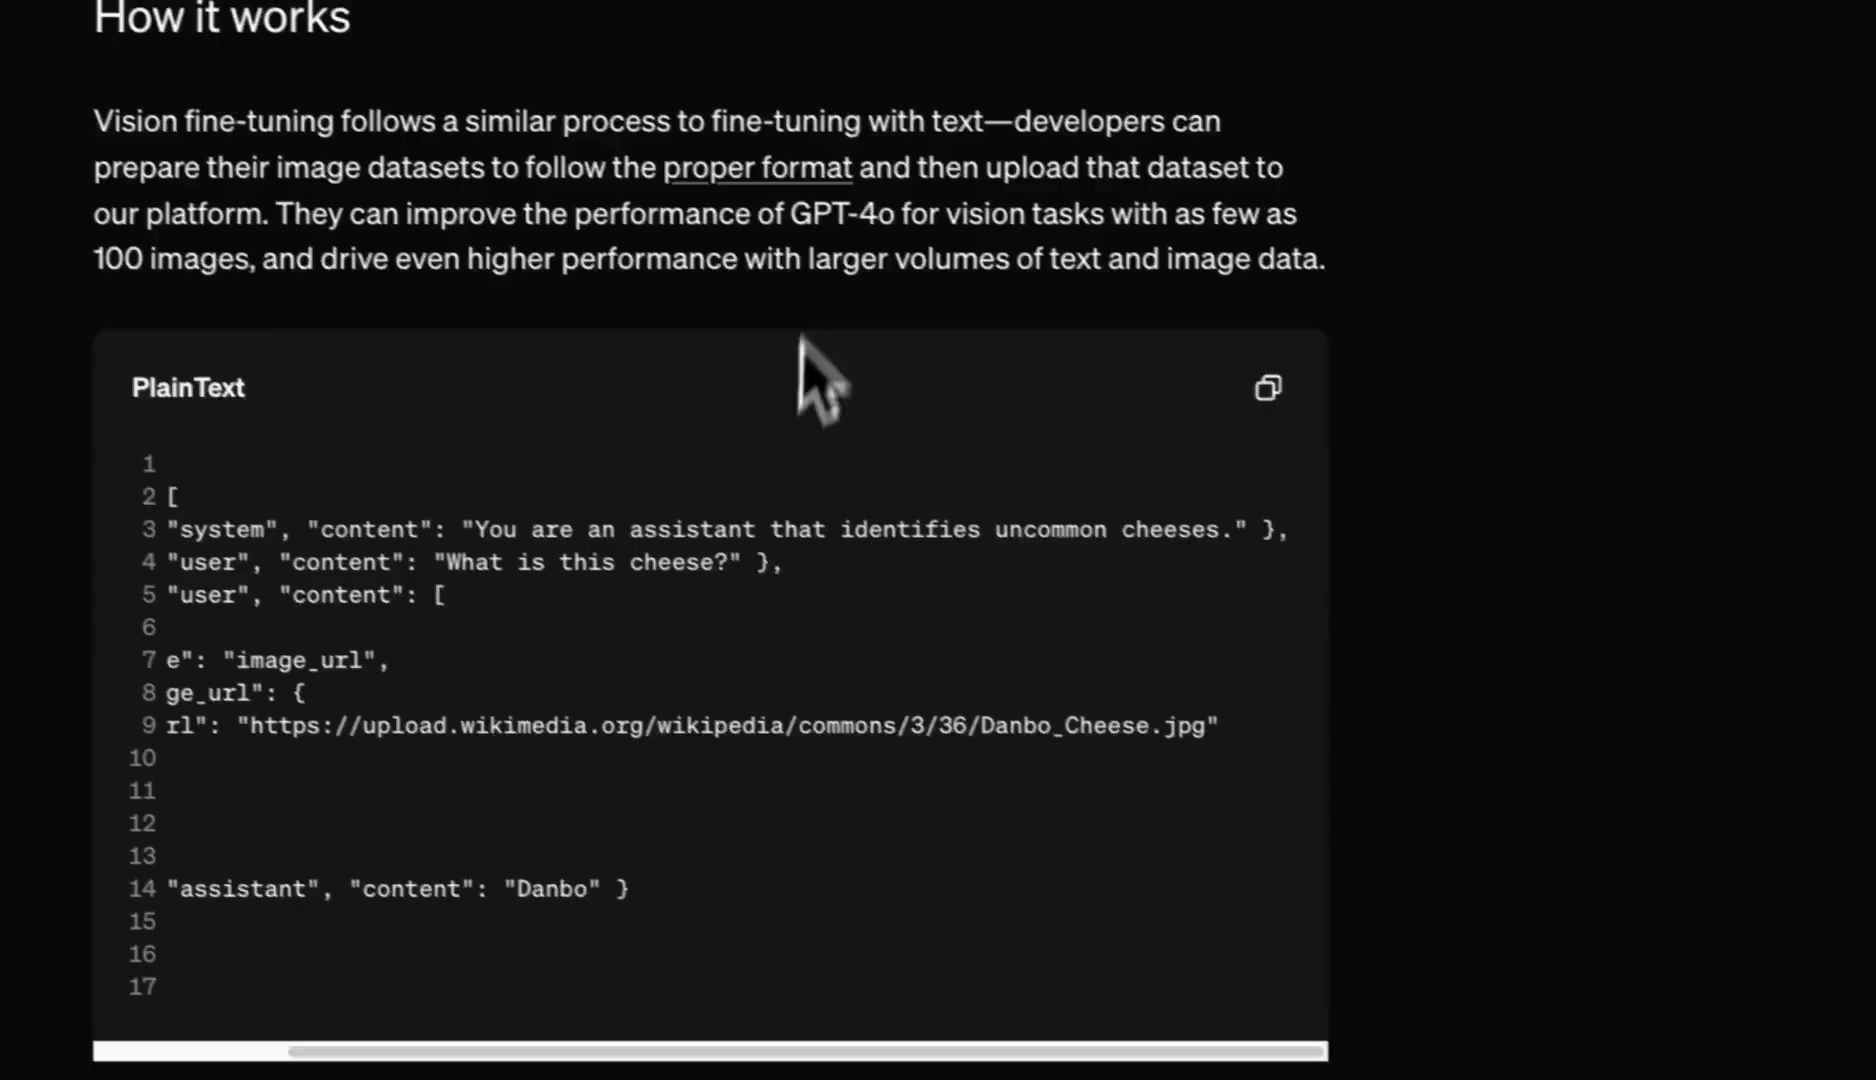 How it works
Vision fine-tuning follows a similar process to fine-tuning with text—developers can
prepare their image datasets to follow the proper format and then upload that dataset to
our platform. They can improve the performance of GPT-4o for vision tasks with as few as
100 images, and drive even higher performance with larger volumes of text and image data.
PlainText
1
2 [
3 "system", "content": "You are an assistant that identifies uncommon cheeses." },
4 "user", "content": "What is this cheese?" },
5 "user", "content": [
6
7 e": "image_url",
8 ge_url": {
9 rl": "https://upload.wikimedia.org/wikipedia/commons/3/36/Danbo_Cheese.jpg"
10
11
12
13
14 "assistant", "content": "Danbo" }
15
16
17